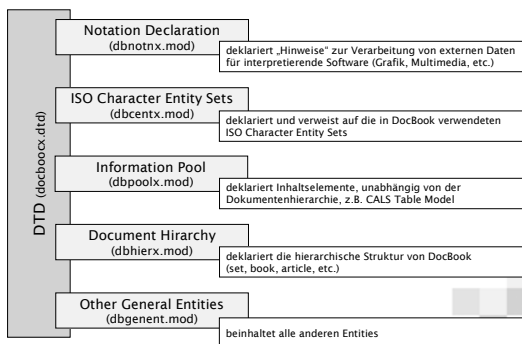 DTD (docboocx.dtd)
Notation Declaration
(dbnotnx.mod)
deklariert „Hinweise“ zur Verarbeitung von externen Daten
für interpretierende Software (Grafik, Multimedia, etc.)
ISO Character Entity Sets
(dbcentx.mod)
deklariert und verweist auf die in DocBook verwendeten
ISO Character Entity Sets
Information Pool
(dbpoolx.mod)
deklariert Inhaltselemente, unabhängig von der
Dokumentenhierarchie, z.B. CALS Table Model
Document Hirarchy
(dbhierx.mod)
deklariert die hierarchische Struktur von DocBook
(set, book, article, etc.)
Other General Entities
(dbgenent.mod)
beinhaltet alle anderen Entities